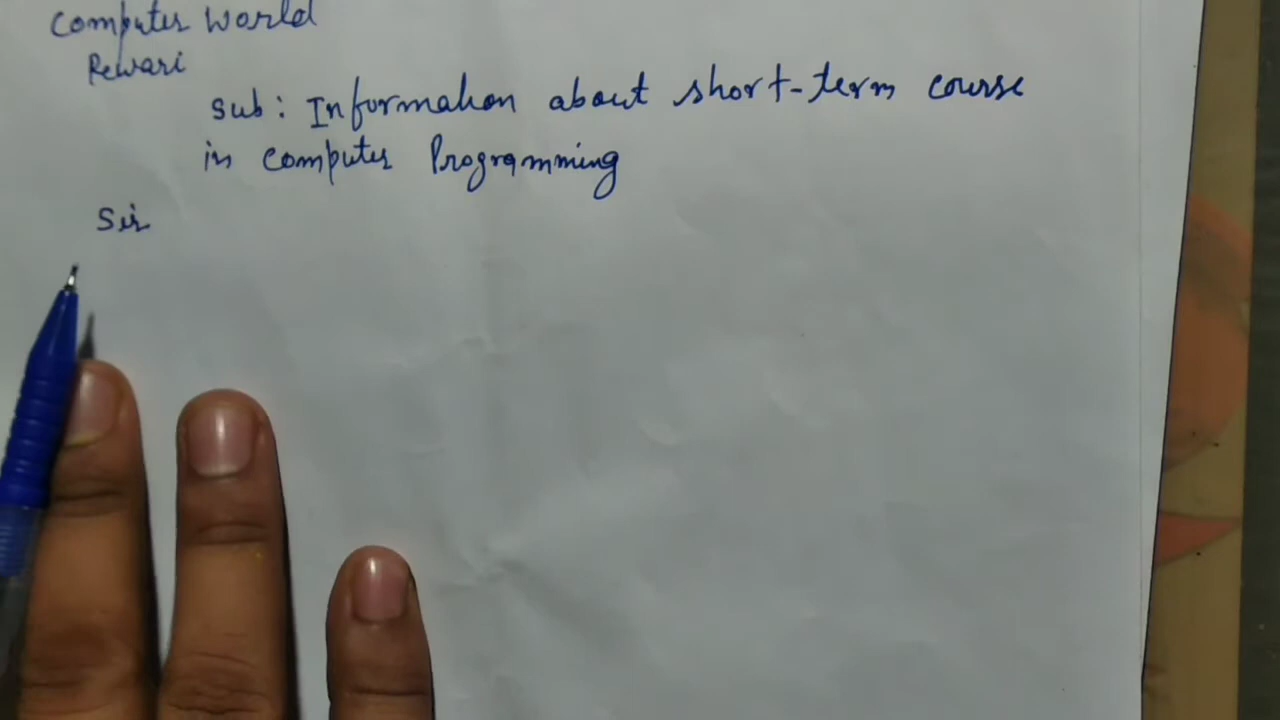 Computer World
Rewari
Sub: Information about short-term course
in Computer Programming
Sir